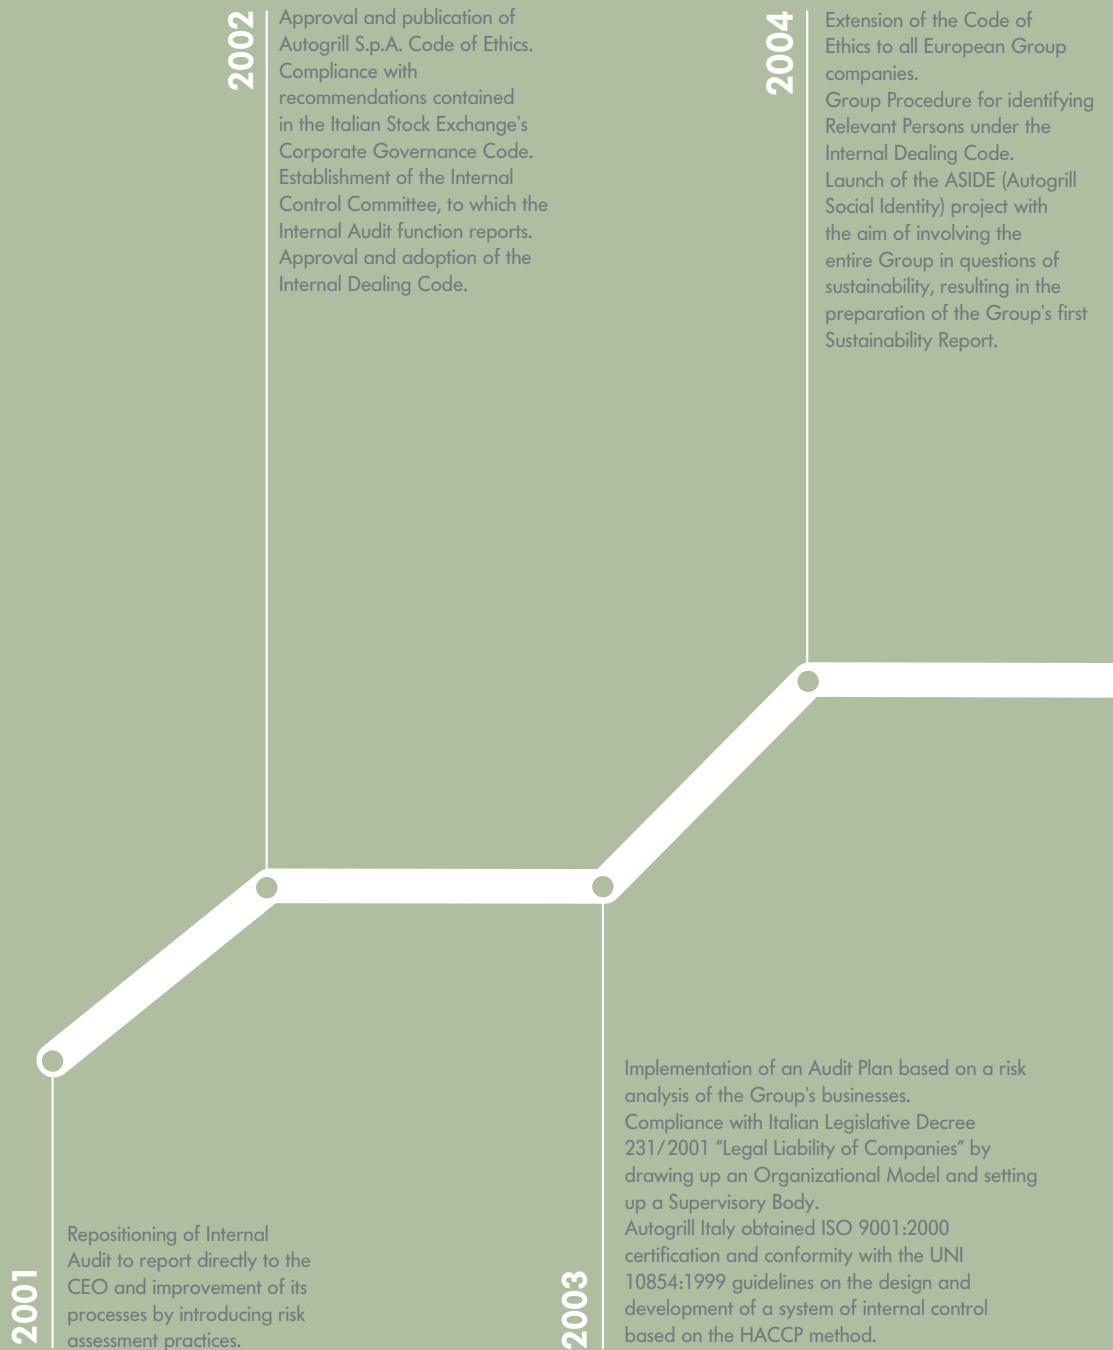 2002
Approval and publication of
Autogrill S.p.A. Code of Ethics.
Compliance with
recommendations contained
in the Italian Stock Exchange's
Corporate Governance Code.
Establishment of the Internal
Control Committee, to which the
Internal Audit function reports.
Approval and adoption of the
Internal Dealing Code.
2004
Extension of the Code of
Ethics to all European Group
companies.
Group Procedure for identifying
Relevant Persons under the
Internal Dealing Code.
Launch of the ASIDE (Autogrill
Social Identity) project with
the aim of involving the
entire Group in questions of
sustainability, resulting in the
preparation of the Group's first
Sustainability Report.
2001
Repositioning of Internal
Audit to report directly to the
CEO and improvement of its
processes by introducing risk
assessment practices.
2003
Implementation of an Audit Plan based on a risk
analysis of the Group's businesses.
Compliance with Italian Legislative Decree
231/2001 "Legal Liability of Companies" by
drawing up an Organizational Model and setting
up a Supervisory Body.
Autogrill Italy obtained ISO 9001:2000
certification and conformity with the UNI
10854:1999 guidelines on the design and
development of a system of internal control
based on the HACCP method.